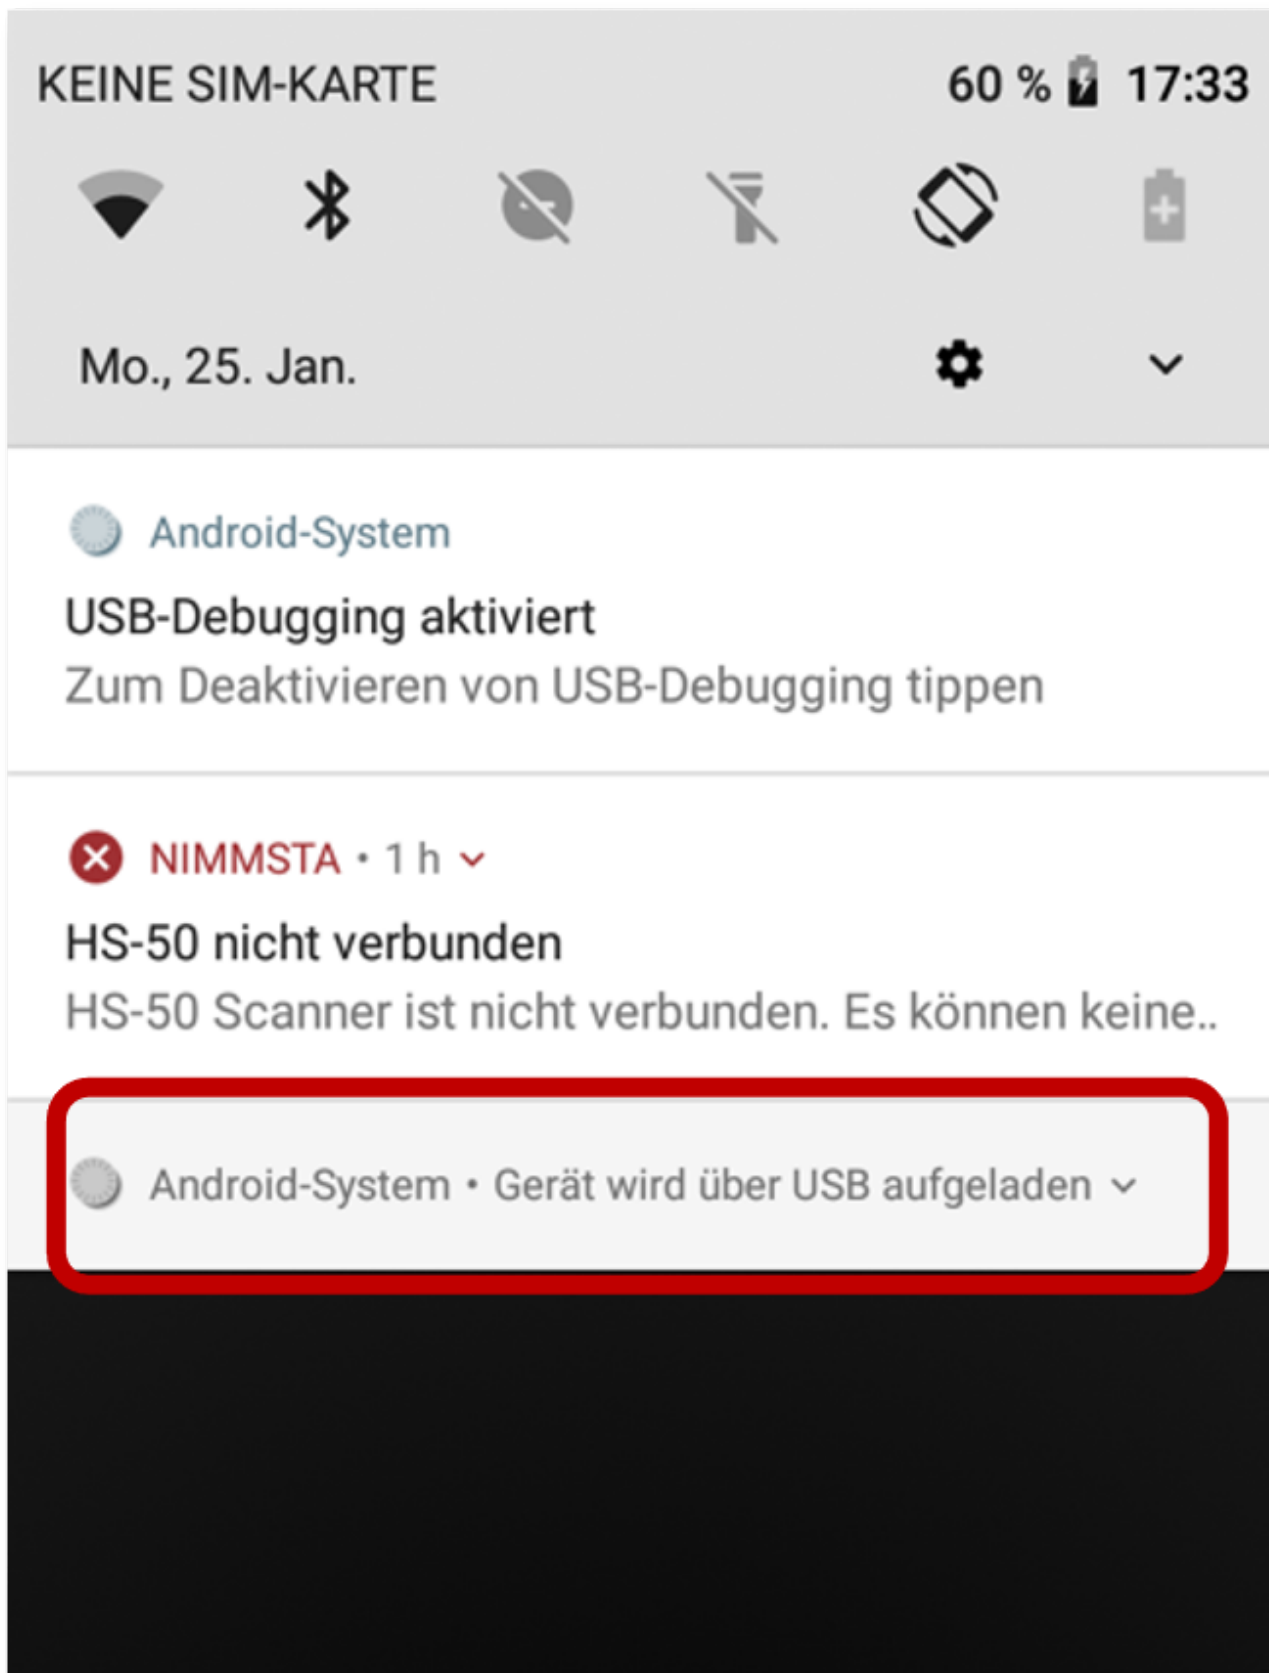 KEINE SIM-KARTE 60 % 17:33
Mo., 25. Jan.
Android-System
USB-Debugging aktiviert
Zum Deaktivieren von USB-Debugging tippen
NIMMSTA • 1 h
HS-50 nicht verbunden
HS-50 Scanner ist nicht verbunden. Es können keine..
Android-System • Gerät wird über USB aufgeladen